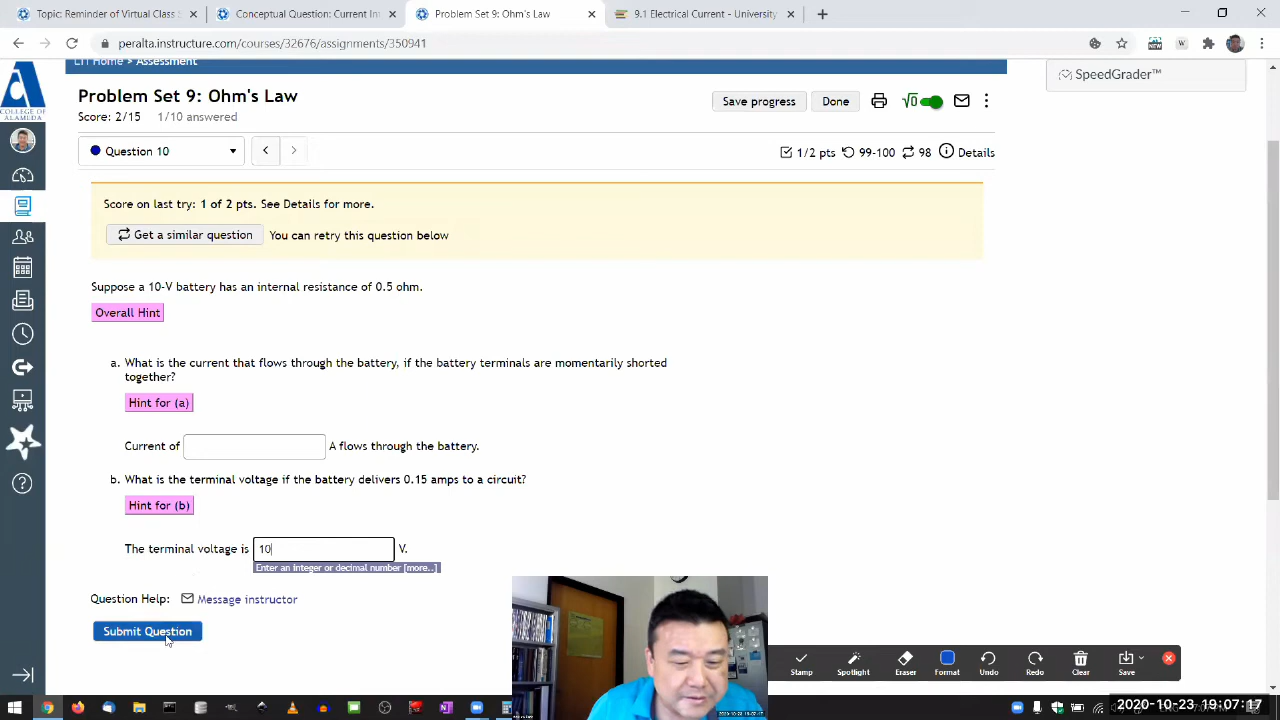 Topic: Reminder of Virtual Class S
Conceptual Question: Current In
Problem Set 9: Ohm's Law
9.1 Electrical Current - University
peralta.instructure.com/courses/32676/assignments/350941
LTI Home > Assessment
SpeedGrader™
COLLEGE OF
ALAMEDA
Problem Set 9: Ohm's Law
Score: 2/15 1/10 answered
Save progress
Done
√0
Question 10
1/2 pts 99-100 98 Details
Score on last try: 1 of 2 pts. See Details for more.
Get a similar question You can retry this question below
Suppose a 10-V battery has an internal resistance of 0.5 ohm.
Overall Hint
a. What is the current that flows through the battery, if the battery terminals are momentarily shorted
together?
Hint for (a)
Current of A flows through the battery.
b. What is the terminal voltage if the battery delivers 0.15 amps to a circuit?
Hint for (b)
The terminal voltage is 10 V.
Enter an integer or decimal number [more..]
Question Help: Message instructor
Submit Question
Stamp Spotlight Eraser Format Undo Redo Clear Save
2020-10-23 19:07:17